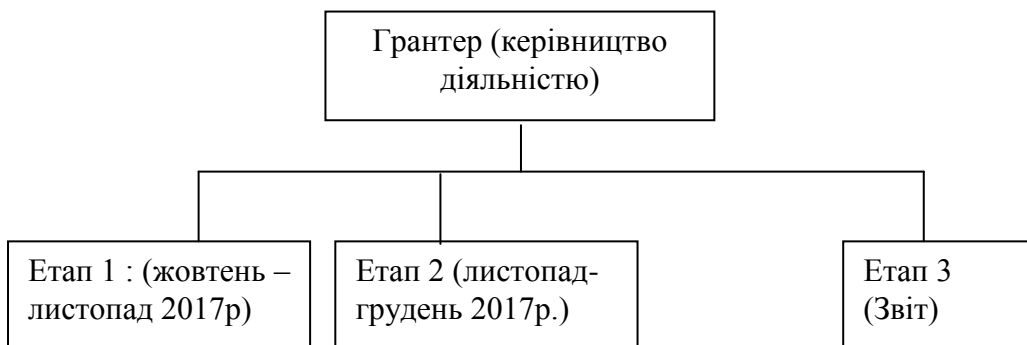 Грантер (керівництво
діяльністю)
Етап 1 : (жовтень –
листопад 2017р)
Етап 2 (листопад-
грудень 2017р.)
Етап 3
(Звіт)